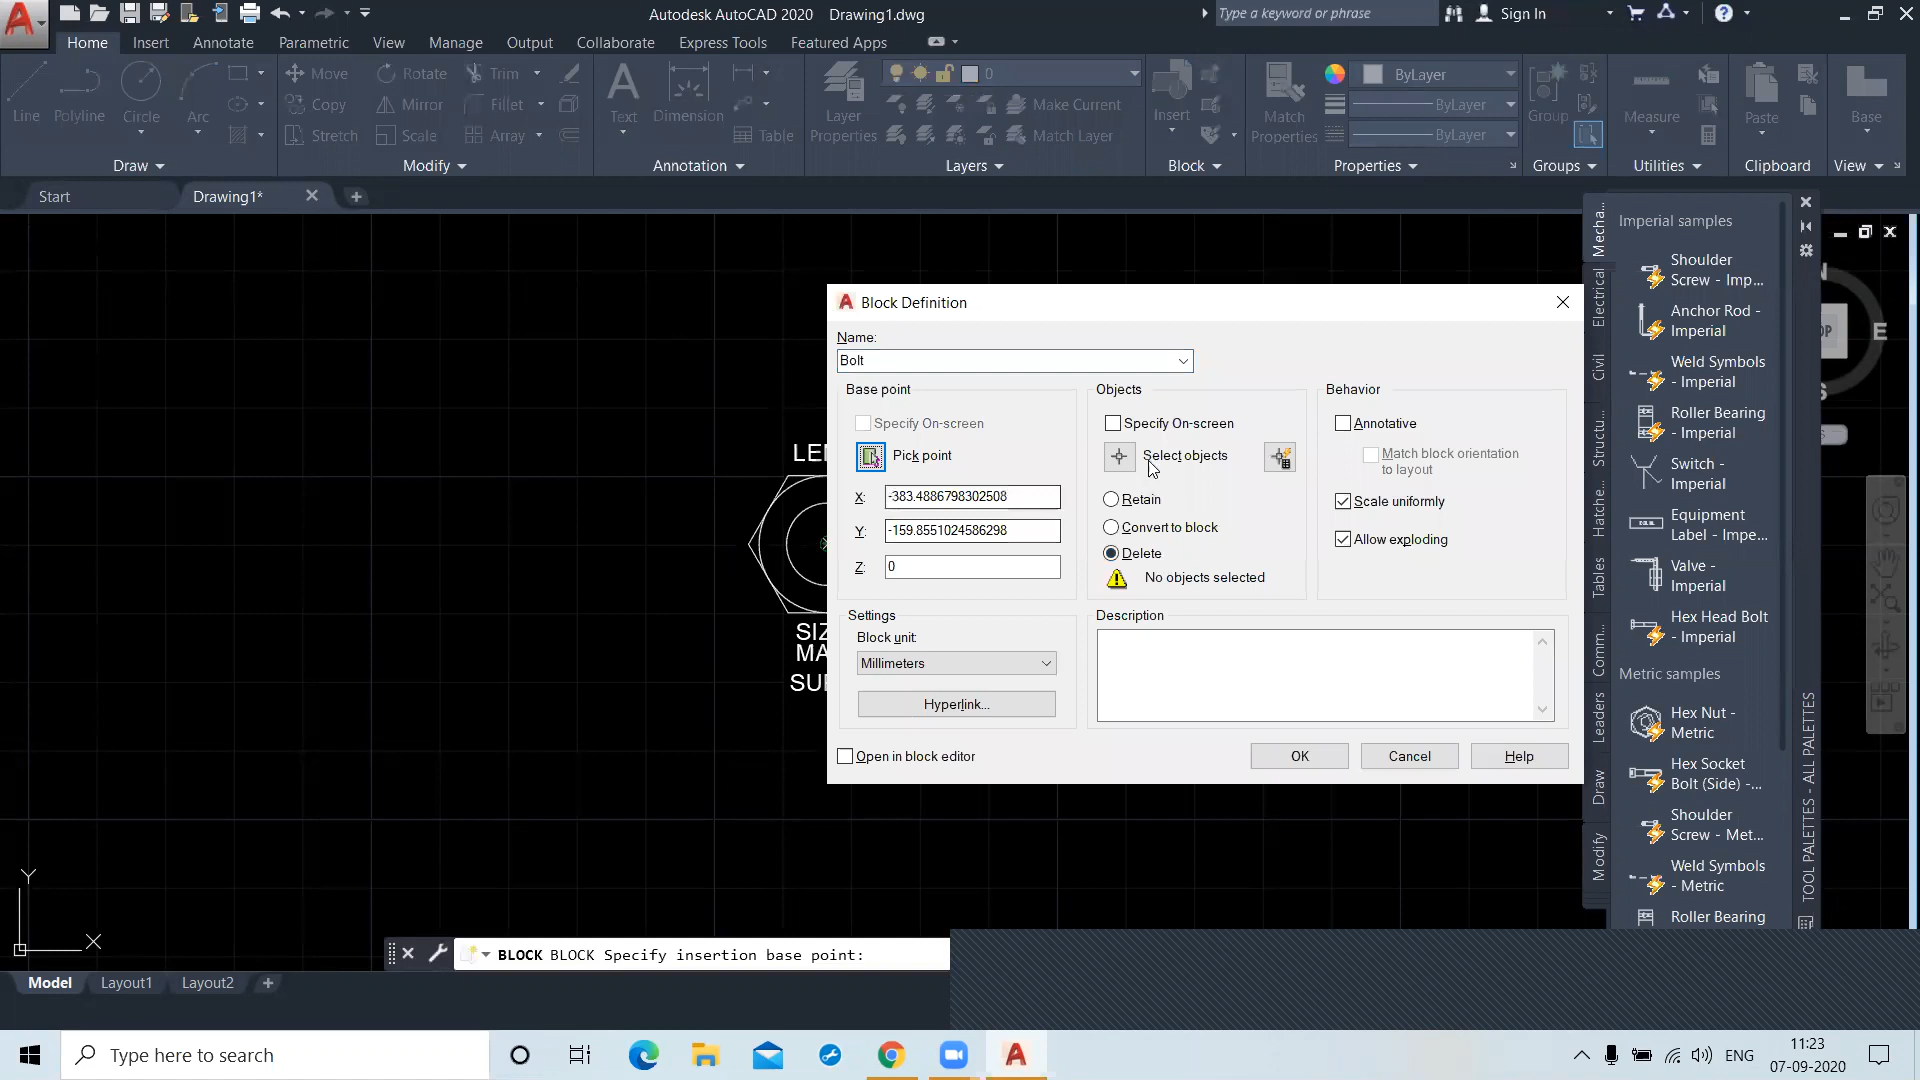 Autodesk AutoCAD 2020 Drawing1.dwg
Type a keyword or phrase
Sign In
Home Insert Annotate Parametric View Manage Output Collaborate Express Tools Featured Apps
Line Polyline Circle Arc
Move Rotate Trim
Copy Mirror Fillet
Stretch Scale Array
Text Dimension Table
Layer Properties
0
Make Current
Match Layer
Insert
Match Properties
ByLayer
ByLayer
ByLayer
Group Measure Paste Base
Draw Modify Annotation Layers Block Properties Groups Utilities Clipboard View
Start Drawing1*
Block Definition
Name:
Bolt
Base point
Specify On-screen
Pick point
X: -383.4886798302508
Y: -159.8551024586298
Z: 0
Objects
Specify On-screen
Select objects
Retain
Convert to block
Delete
No objects selected
Behavior
Annotative
Match block orientation
to layout
Scale uniformly
Allow exploding
Settings
Block unit:
Millimeters
Hyperlink...
Description
Open in block editor
OK Cancel Help
LEN
SIZ
MA
SUR
Mecha...
Electrical
Civil
Structu...
Hatche...
Tables
Comm...
Leaders
Draw
Modify
Imperial samples
Shoulder
Screw - Imp...
Anchor Rod -
Imperial
Weld Symbols
- Imperial
Roller Bearing
- Imperial
Switch -
Imperial
Equipment
Label - Impe...
Valve -
Imperial
Hex Head Bolt
- Imperial
Metric samples
Hex Nut -
Metric
Hex Socket
Bolt (Side) -...
Shoulder
Screw - Met...
Weld Symbols
- Metric
Roller Bearing
TOOL PALETTES - ALL PALETTES
E
Y
X
BLOCK BLOCK Specify insertion base point:
Model Layout1 Layout2
Type here to search
ENG
11:23
07-09-2020